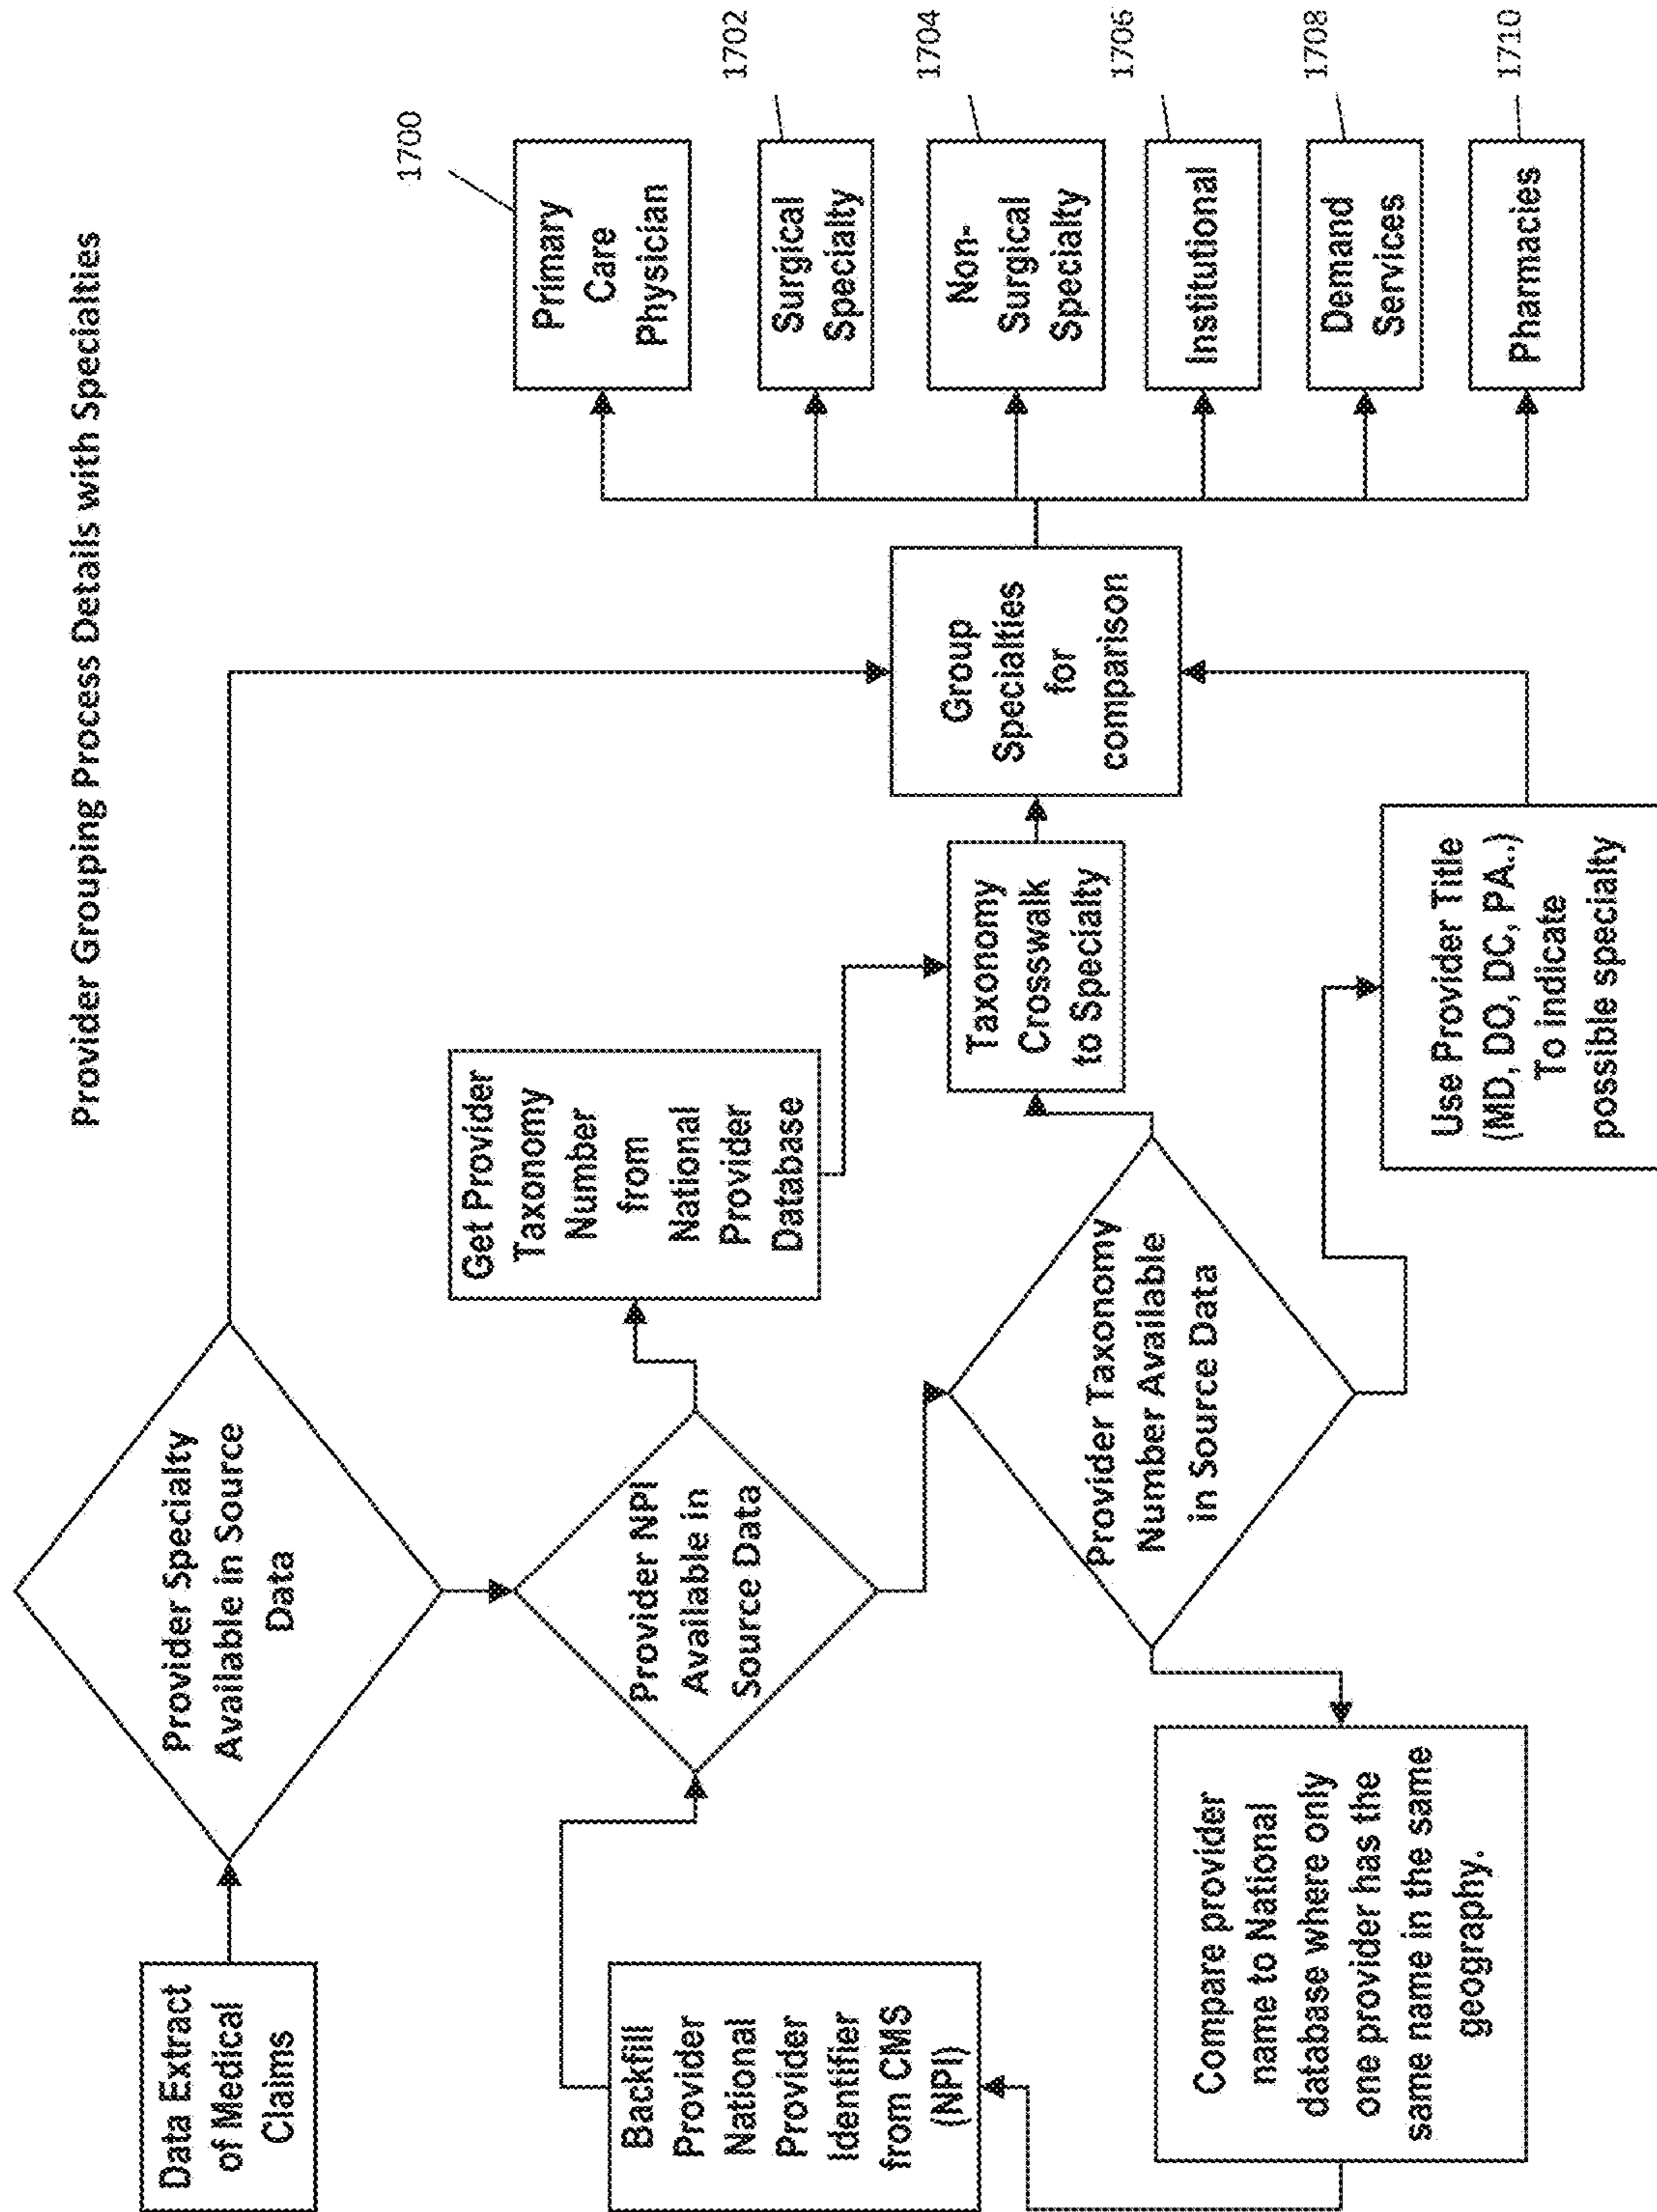 Provider Grouping Process Details with Specialties
Data Extract
of Medical
Claims
Provider Specialty
Available in Source
Data
Backfill
Provider
National
Provider
Identifier
from CMS
(NPI)
Provider NPI
Available in
Source Data
Get Provider
Taxonomy
Number
from
National
Provider
Database
Compare provider
name to National
database where only
one provider has the
same name in the same
geography.
Provider Taxonomy
Number Available
in Source Data
Taxonomy
Crosswalk
to Specialty
Use Provider Title
(MD, DO, DC, PA..)
To indicate
possible specialty
Group
Specialties
for
comparison
Primary
Care
Physician
1700
Surgical
Specialty
1702
Non-
Surgical
Specialty
1704
Institutional
1706
Demand
Services
1708
Pharmacies
1710